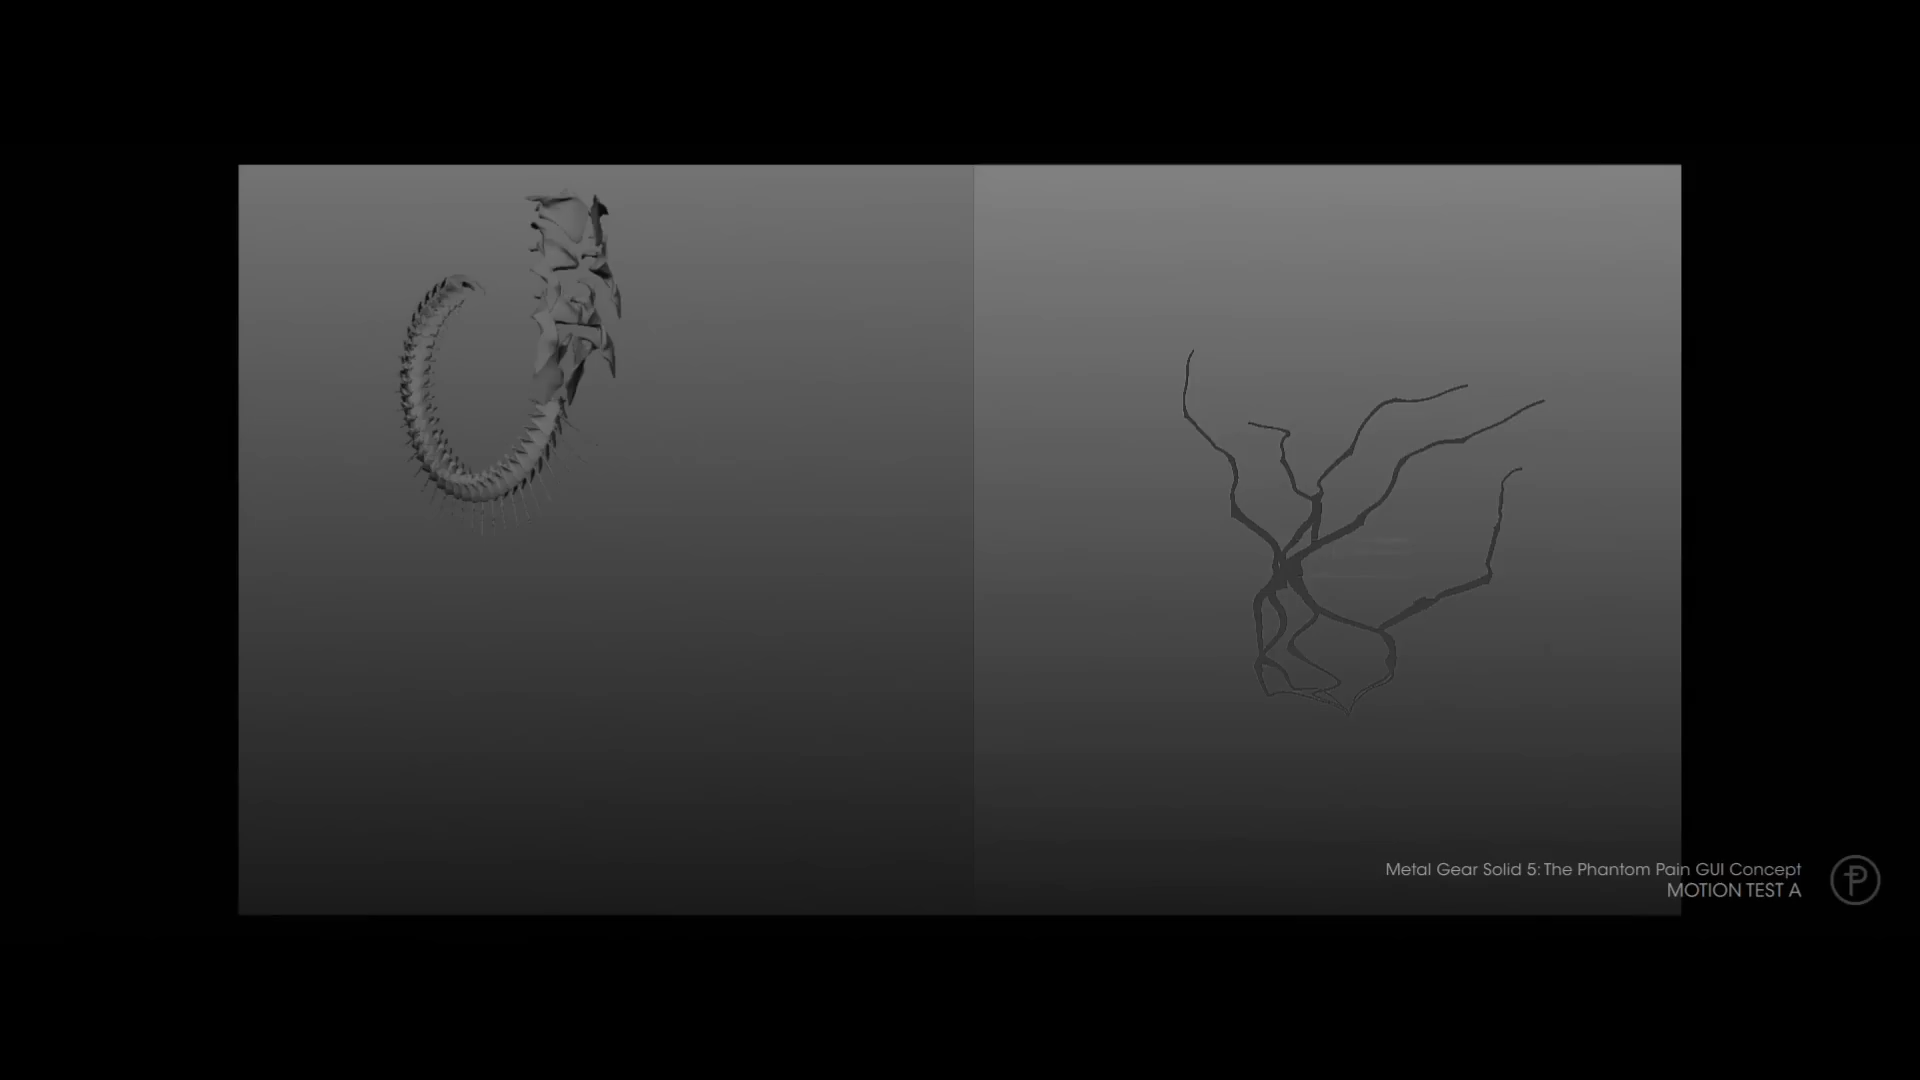 Metal Gear Solid 5: The Phantom Pain GUI Concept
MOTION TEST A